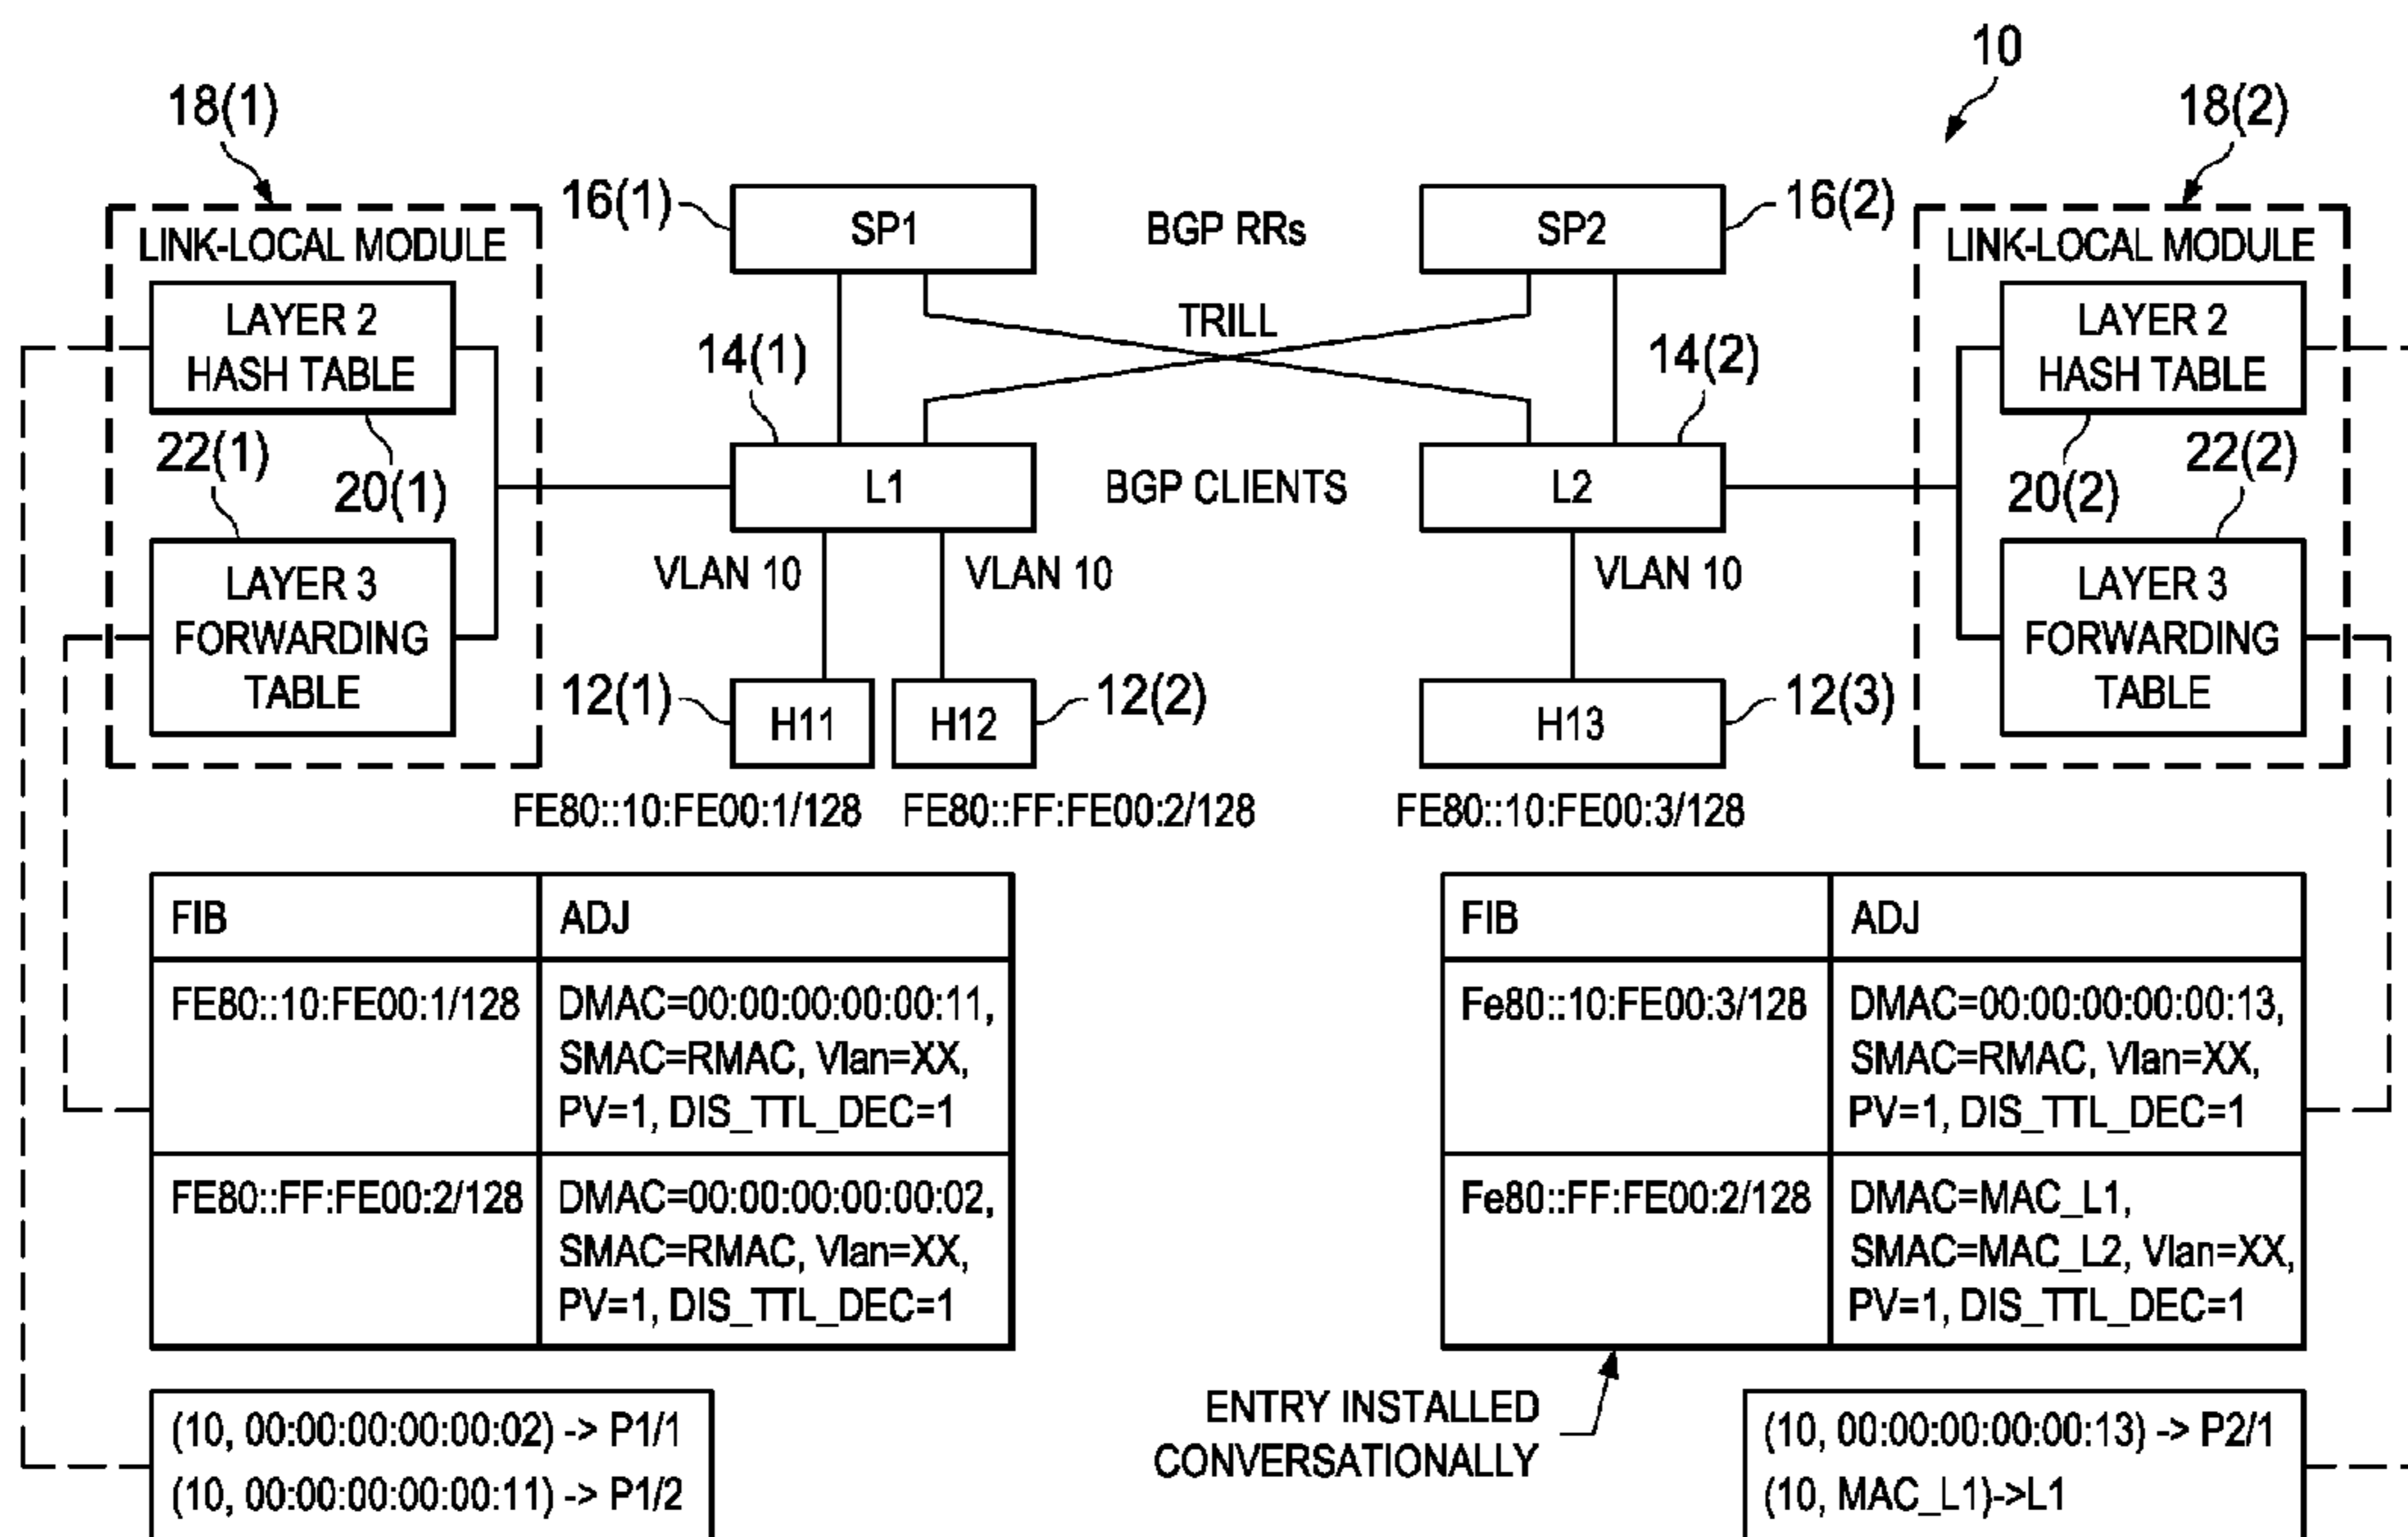 10
18(1)
18(2)
16(1)
SP1
BGP RRs
SP2
16(2)
LINK-LOCAL MODULE
LINK-LOCAL MODULE
LAYER 2
HASH TABLE
TRILL
LAYER 2
HASH TABLE
14(1)
14(2)
22(1)
20(1)
L1
BGP CLIENTS
L2
20(2)
22(2)
LAYER 3
FORWARDING
TABLE
VLAN 10
VLAN 10
VLAN 10
LAYER 3
FORWARDING
TABLE
12(1)
H11
H12
12(2)
H13
12(3)
FE80::10:FE00:1/128
FE80::FF:FE00:2/128
FE80::10:FE00:3/128
FIB
ADJ
FE80::10:FE00:1/128
DMAC=00:00:00:00:00:11,
SMAC=RMAC, Vlan=XX,
PV=1, DIS_TTL_DEC=1
FE80::FF:FE00:2/128
DMAC=00:00:00:00:00:02,
SMAC=RMAC, Vlan=XX,
PV=1, DIS_TTL_DEC=1
FIB
ADJ
Fe80::10:FE00:3/128
DMAC=00:00:00:00:00:13,
SMAC=RMAC, Vlan=XX,
PV=1, DIS_TTL_DEC=1
Fe80::FF:FE00:2/128
DMAC=MAC_L1,
SMAC=MAC_L2, Vlan=XX,
PV=1, DIS_TTL_DEC=1
(10, 00:00:00:00:00:02) -> P1/1
(10, 00:00:00:00:00:11) -> P1/2
ENTRY INSTALLED
CONVERSATIONALLY
(10, 00:00:00:00:00:13) -> P2/1
(10, MAC_L1)->L1